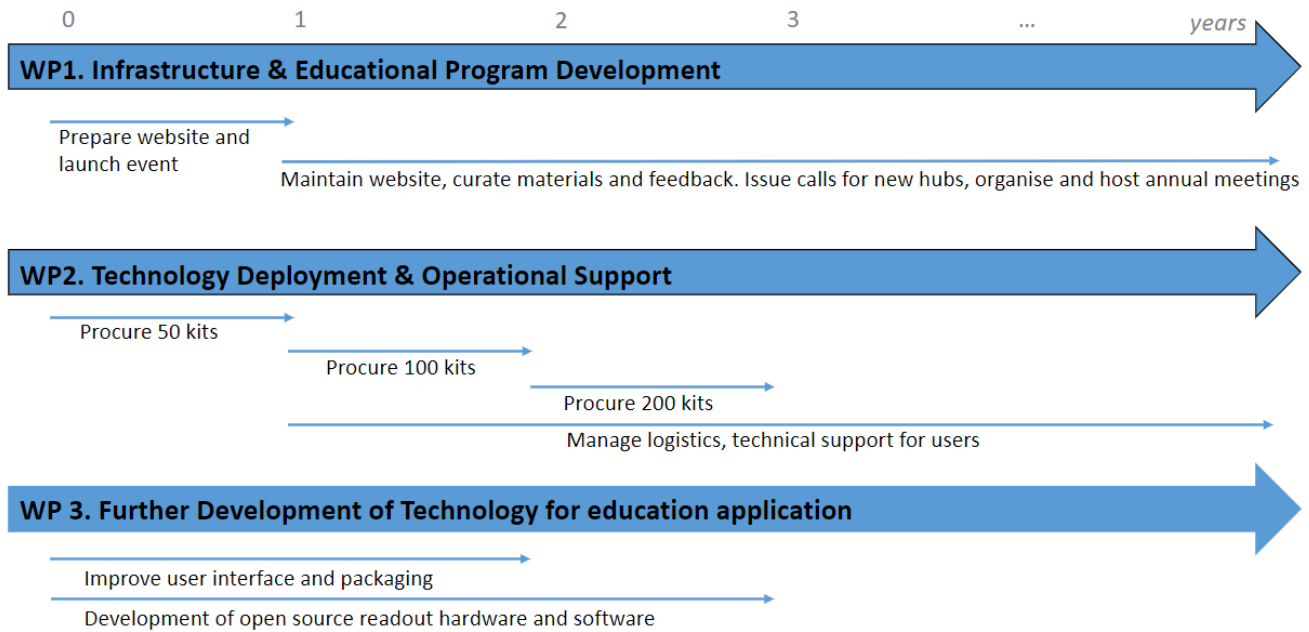 0 1 2 3 ... years
WP1. Infrastructure & Educational Program Development
Prepare website and
launch event
Maintain website, curate materials and feedback. Issue calls for new hubs, organise and host annual meetings
WP2. Technology Deployment & Operational Support
Procure 50 kits
Procure 100 kits
Procure 200 kits
Manage logistics, technical support for users
WP 3. Further Development of Technology for education application
Improve user interface and packaging
Development of open source readout hardware and software